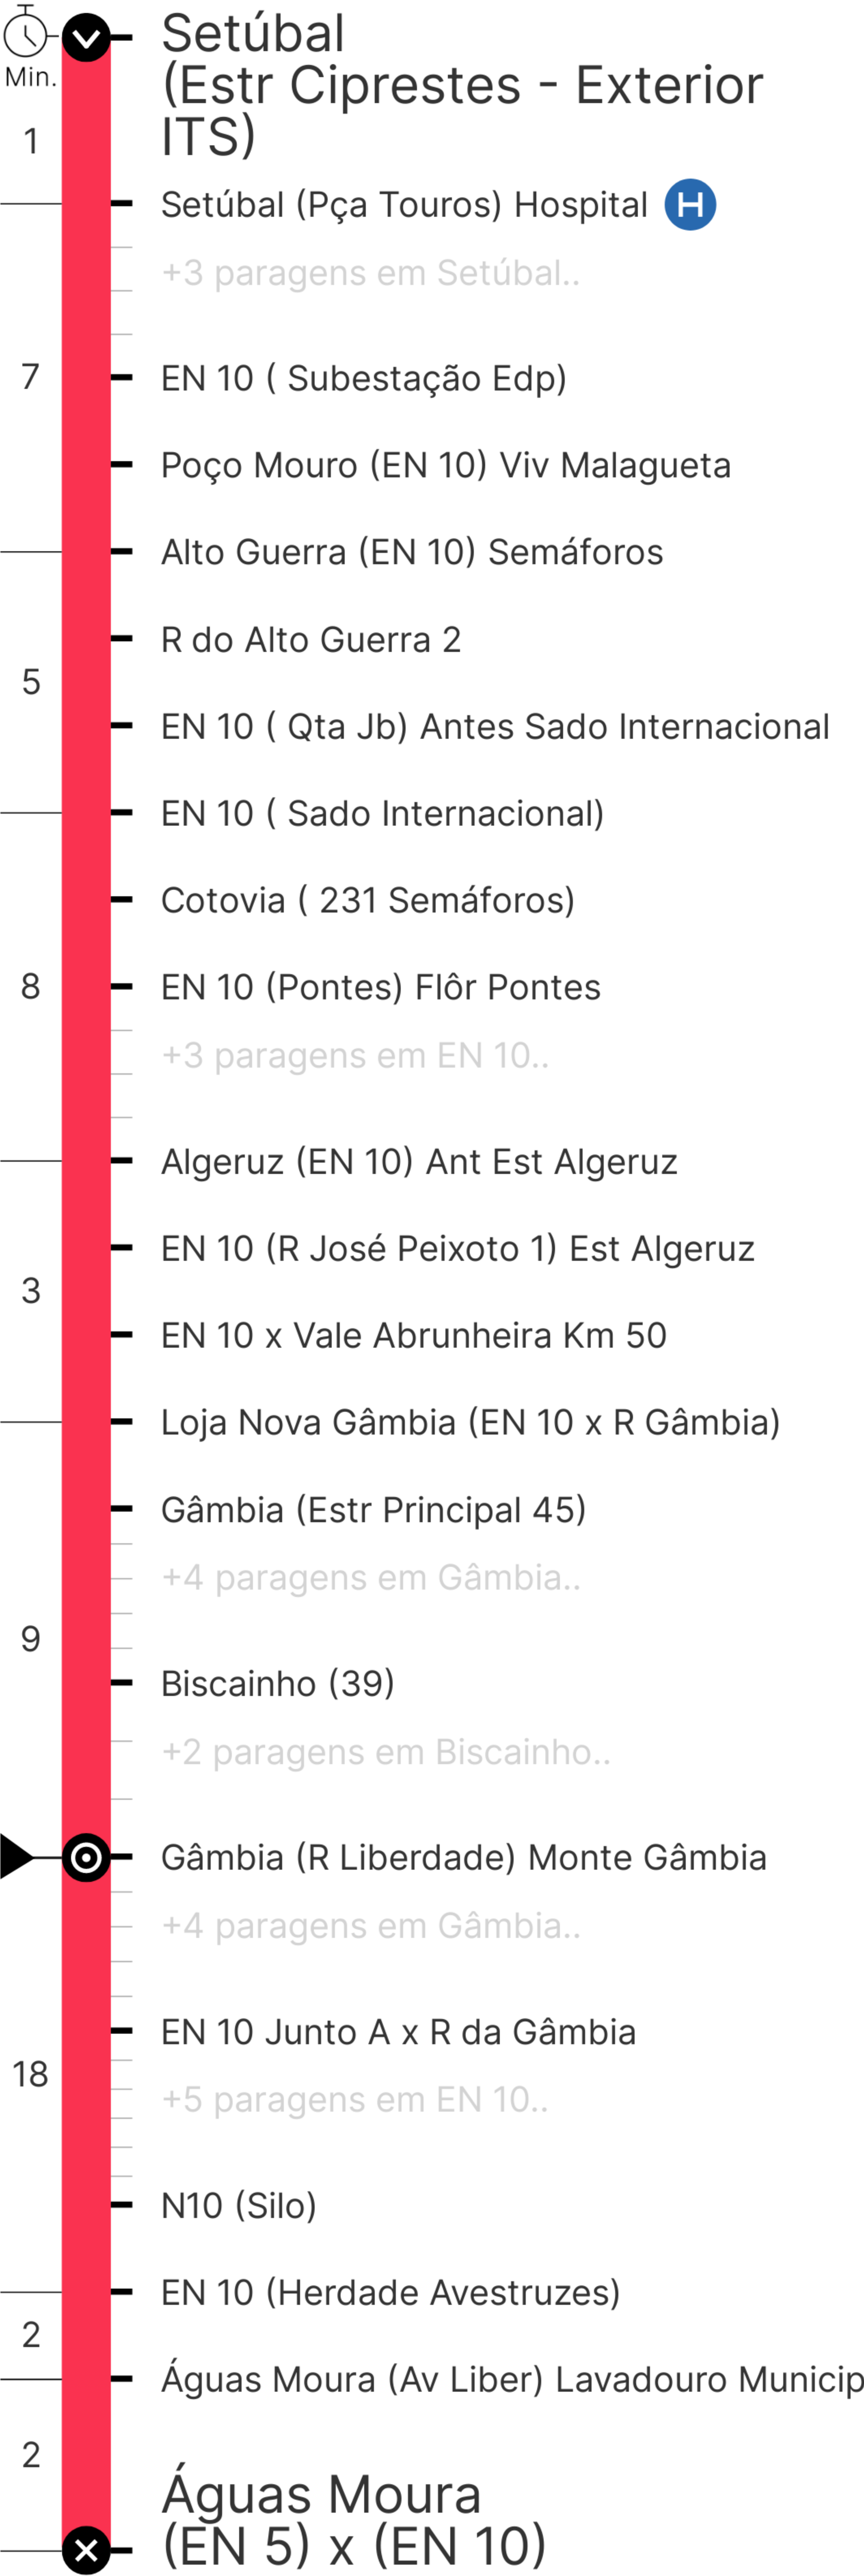 Setúbal
(Estr Ciprestes - Exterior
ITS)
Min.
1
Setúbal (Pça Touros) Hospital H
+3 paragens em Setúbal..
7
EN 10 ( Subestação Edp)
Poço Mouro (EN 10) Viv Malagueta
Alto Guerra (EN 10) Semáforos
R do Alto Guerra 2
5
EN 10 ( Qta Jb) Antes Sado Internacional
EN 10 ( Sado Internacional)
Cotovia ( 231 Semáforos)
8
EN 10 (Pontes) Flôr Pontes
+3 paragens em EN 10..
Algeruz (EN 10) Ant Est Algeruz
EN 10 (R José Peixoto 1) Est Algeruz
3
EN 10 x Vale Abrunheira Km 50
Loja Nova Gâmbia (EN 10 x R Gâmbia)
Gâmbia (Estr Principal 45)
+4 paragens em Gâmbia..
9
Biscainho (39)
+2 paragens em Biscainho..
Gâmbia (R Liberdade) Monte Gâmbia
+4 paragens em Gâmbia..
EN 10 Junto A x R da Gâmbia
18
+5 paragens em EN 10..
N10 (Silo)
EN 10 (Herdade Avestruzes)
2
Águas Moura (Av Liber) Lavadouro Municip
2
Águas Moura
(EN 5) x (EN 10)